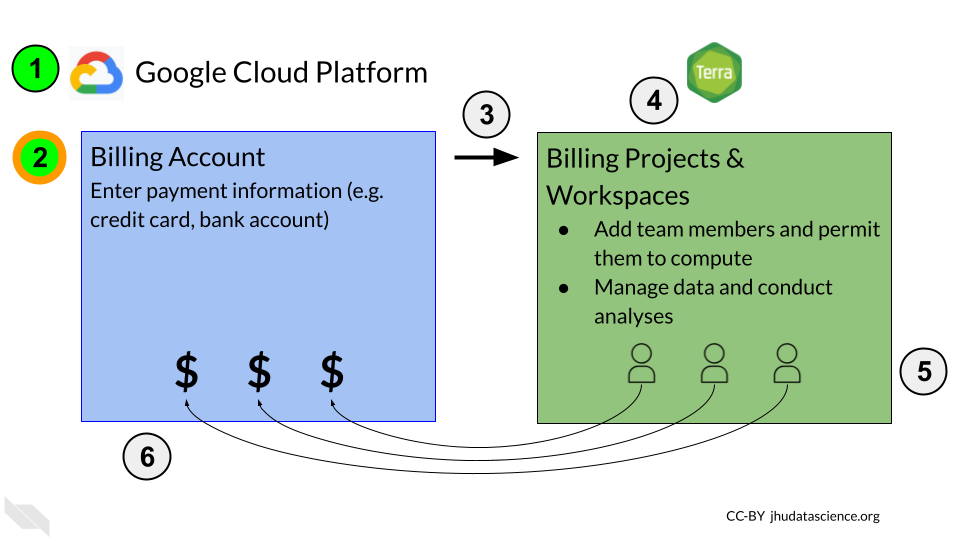 1
Google Cloud Platform
Terra
3
4
2
Billing Account
Enter payment information (e.g.
credit card, bank account)
Billing Projects &
Workspaces
● Add team members and permit
them to compute
● Manage data and conduct
analyses
$ $ $
5
6
CC-BY jhudatascience.org